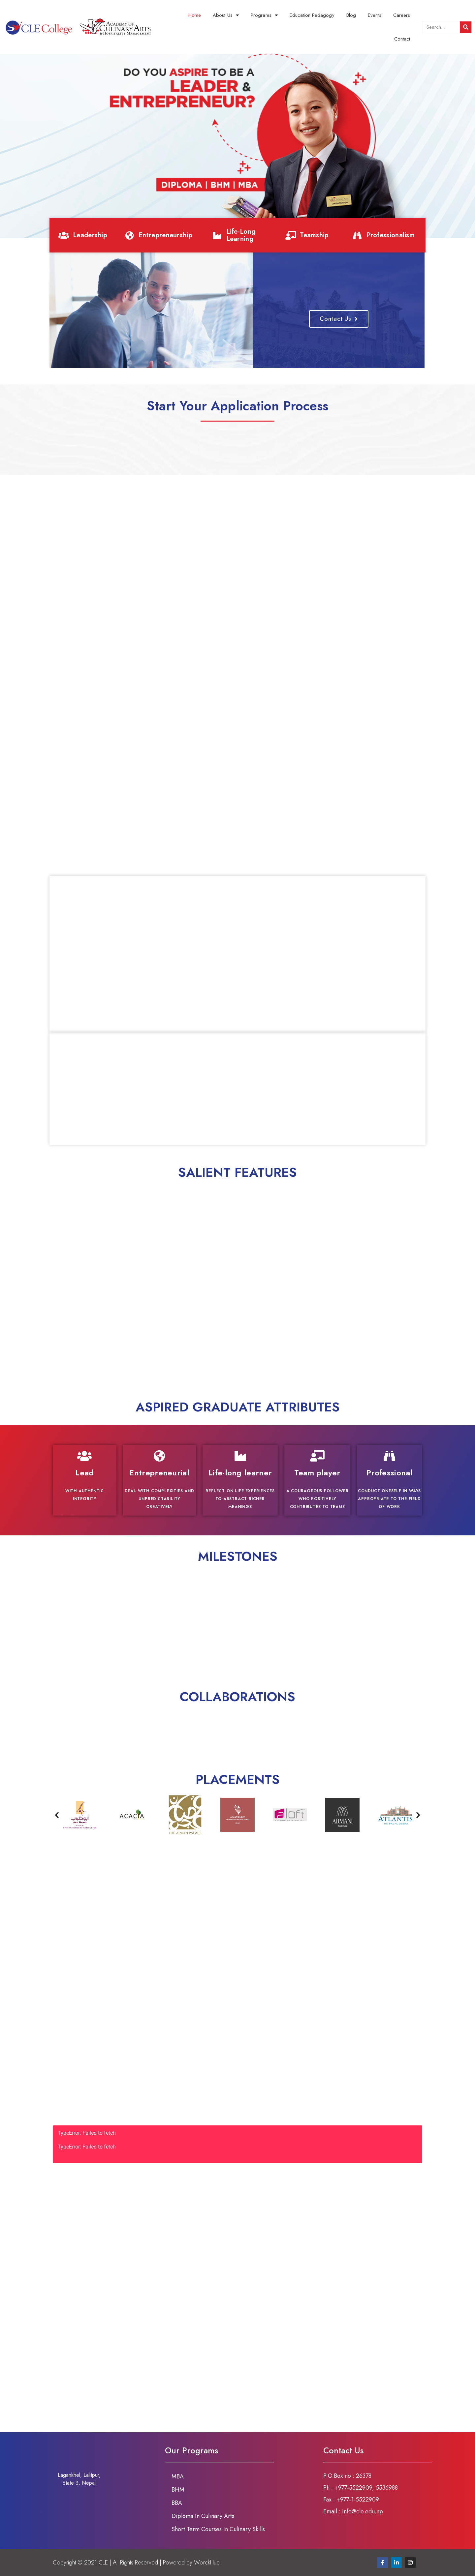 CLE College
ACADEMY OF
CULINARY ARTS
& HOSPITALITY MANAGEMENT
Home
About Us
Programs
Education Pedagogy
Blog
Events
Careers
Contact
Search
DO YOU ASPIRE TO BE A
LEADER &
ENTREPRENEUR?
DIPLOMA | BHM | MBA
Leadership
Entrepreneurship
Life-Long
Learning
Teamship
Professionalism
Contact Us
Start Your Application Process
SALIENT FEATURES
ASPIRED GRADUATE ATTRIBUTES
Lead
WITH AUTHENTIC
INTEGRITY
Entrepreneurial
DEAL WITH COMPLEXITIES AND
UNPREDICTABILITY
CREATIVELY
Life-long learner
REFLECT ON LIFE EXPERIENCES
TO ABSTRACT RICHER
MEANINGS
Team player
A COURAGEOUS FOLLOWER
WHO POSITIVELY
CONTRIBUTES TO TEAMS
Professional
CONDUCT ONESELF IN WAYS
APPROPRIATE TO THE FIELD
OF WORK
MILESTONES
COLLABORATIONS
PLACEMENTS
ACACIA
THE ADDRESS PALACE
aloft
ARMANI
ATLANTIS
TypeError: Failed to fetch
TypeError: Failed to fetch
Lagankhel, Lalitpur,
State 3, Nepal
Our Programs
MBA
BHM
BBA
Diploma In Culinary Arts
Short Term Courses In Culinary Skills
Contact Us
P.O.Box no : 26378
Ph : +977-5522909, 5536988
Fax : +977-1-5522909
Email : info@cle.edu.np
Copyright © 2021 CLE | All Rights Reserved | Powered by WorckHub